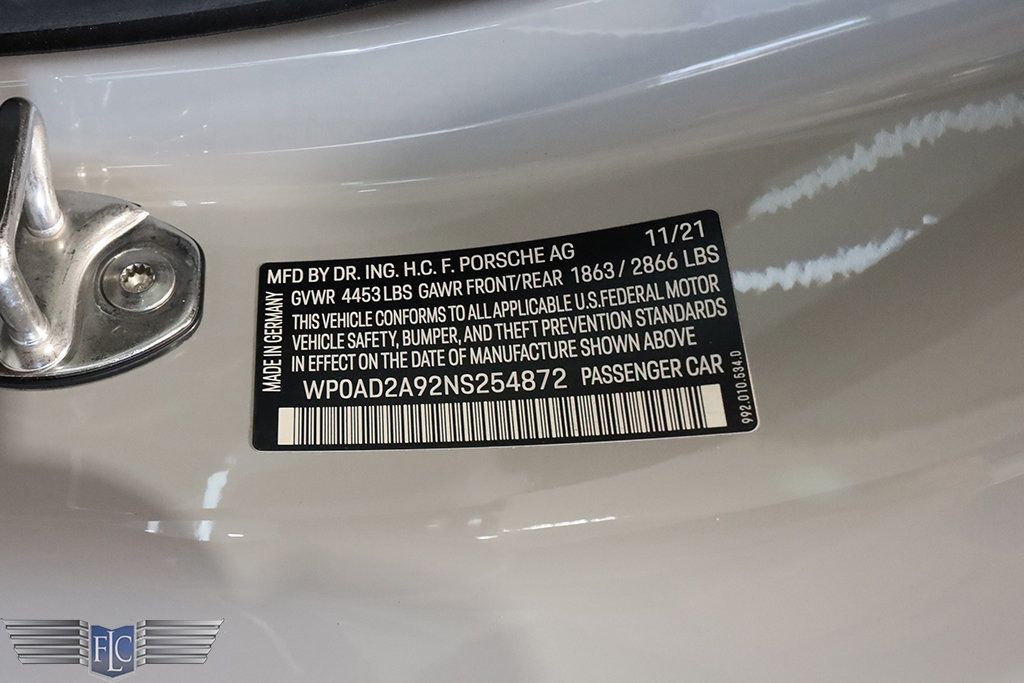 MFD BY DR. ING. H.C. F. PORSCHE AG 11/21
GVWR 4453 LBS GAWR FRONT/REAR 1863 / 2866 LBS
THIS VEHICLE CONFORMS TO ALL APPLICABLE U.S. FEDERAL MOTOR
VEHICLE SAFETY, BUMPER, AND THEFT PREVENTION STANDARDS
IN EFFECT ON THE DATE OF MANUFACTURE SHOWN ABOVE
WP0AD2A92NS254872 PASSENGER CAR
MADE IN GERMANY
992.010.534.D
FLC